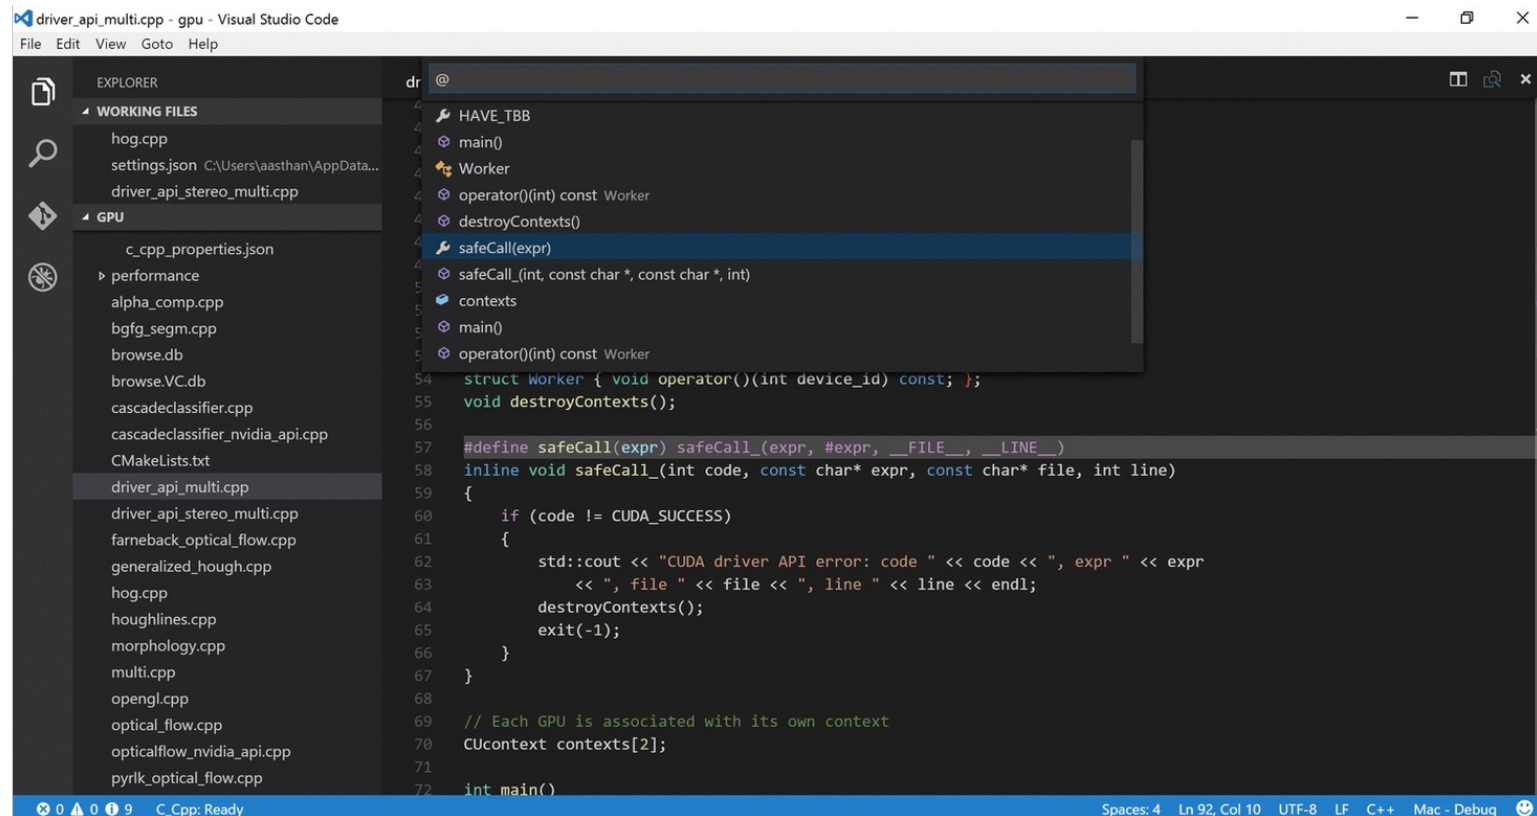 driver_api_multi.cpp - gpu - Visual Studio Code
File Edit View Goto Help
EXPLORER
WORKING FILES
hog.cpp
settings.json C:\Users\aasthan\AppData...
driver_api_stereo_multi.cpp
GPU
c_cpp_properties.json
performance
alpha_comp.cpp
bgfg_segm.cpp
browse.db
browse.VC.db
cascadeclassifier.cpp
cascadeclassifier_nvidia_api.cpp
CMakeLists.txt
driver_api_multi.cpp
driver_api_stereo_multi.cpp
farneback_optical_flow.cpp
generalized_hough.cpp
hog.cpp
houghlines.cpp
morphology.cpp
multi.cpp
opengl.cpp
optical_flow.cpp
opticalflow_nvidia_api.cpp
pyrlk_optical_flow.cpp
dr
@
HAVE_TBB
main()
Worker
operator()(int) const Worker
destroyContexts()
safeCall(expr)
safeCall_(int, const char *, const char *, int)
contexts
main()
operator()(int) const Worker
54 struct Worker { void operator()(int device_id) const; };
55 void destroyContexts();
56
57 #define safeCall(expr) safeCall_(expr, #expr, __FILE__, __LINE__)
58 inline void safeCall_(int code, const char* expr, const char* file, int line)
59 {
60 if (code != CUDA_SUCCESS)
61 {
62 std::cout << "CUDA driver API error: code " << code << ", expr " << expr
63 << ", file " << file << ", line " << line << endl;
64 destroyContexts();
65 exit(-1);
66 }
67 }
68
69 // Each GPU is associated with its own context
70 CUcontext contexts[2];
71
72 int main()
0 0 9 C_Cpp: Ready
Spaces: 4 Ln 92, Col 10 UTF-8 LF C++ Mac - Debug